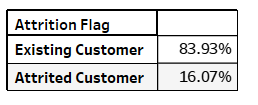 Attrition Flag
Existing Customer 83.93%
Attrited Customer 16.07%